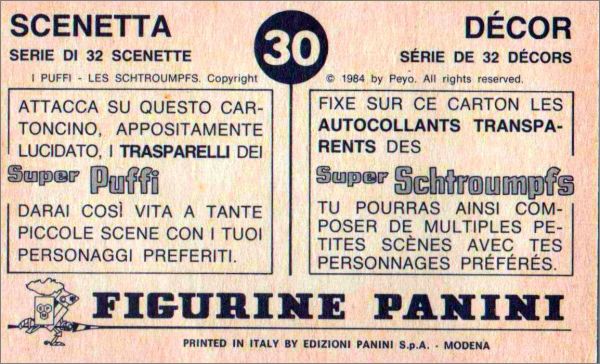 SCENETTA
SERIE DI 32 SCENETTE
30
DÉCOR
SÉRIE DE 32 DÉCORS
I PUFFI - LES SCHTROUMPFS. Copyright © 1984 by Peyo. All rights reserved.
ATTACCA SU QUESTO CAR-
TONCINO, APPOSITAMENTE
LUCIDATO, I TRASPARELLI DEI
Super Puffi
DARAI COSÌ VITA A TANTE
PICCOLE SCENE CON I TUOI
PERSONAGGI PREFERITI.
FIXE SUR CE CARTON LES
AUTOCOLLANTS TRANSPA-
RENTS DES
Super Schtroumpfs
TU POURRAS AINSI COM-
POSER DE MULTIPLES PE-
TITES SCÈNES AVEC TES
PERSONNAGES PRÉFÉRÉS.
FIGURINE PANINI
PRINTED IN ITALY BY EDIZIONI PANINI S.p.A. - MODENA